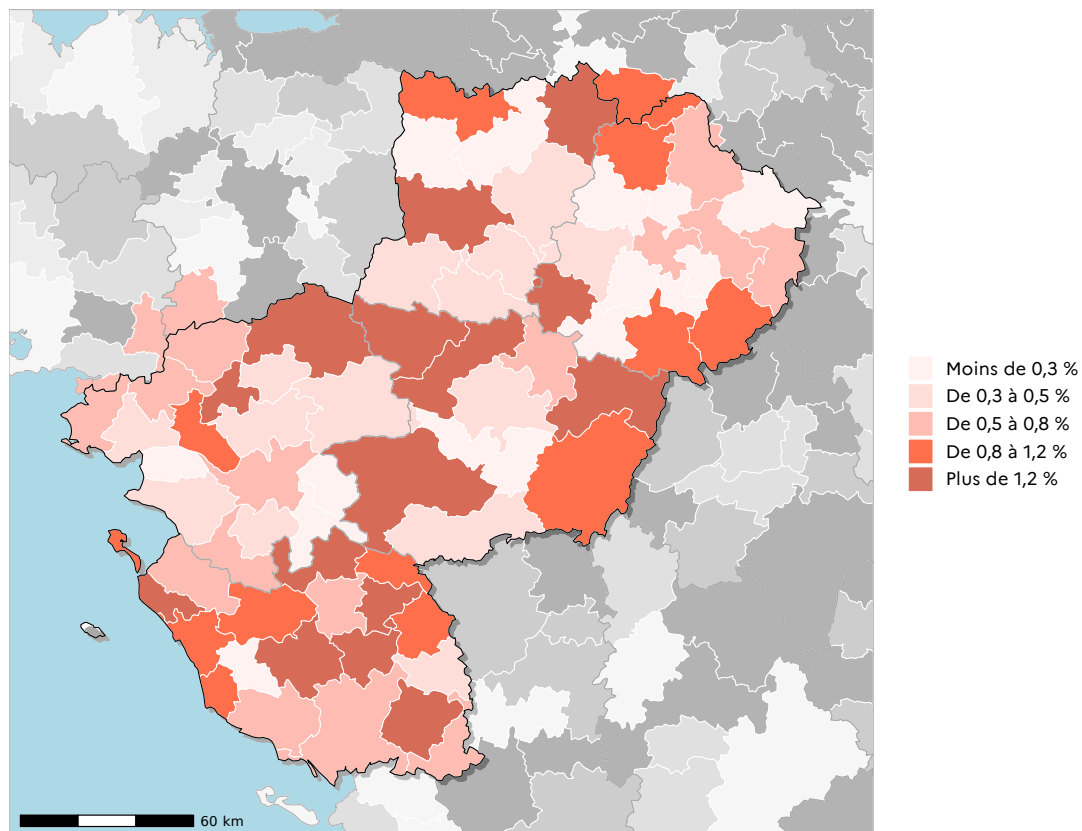 Moins de 0,3 %
De 0,3 à 0,5 %
De 0,5 à 0,8 %
De 0,8 à 1,2 %
Plus de 1,2 %
60 km